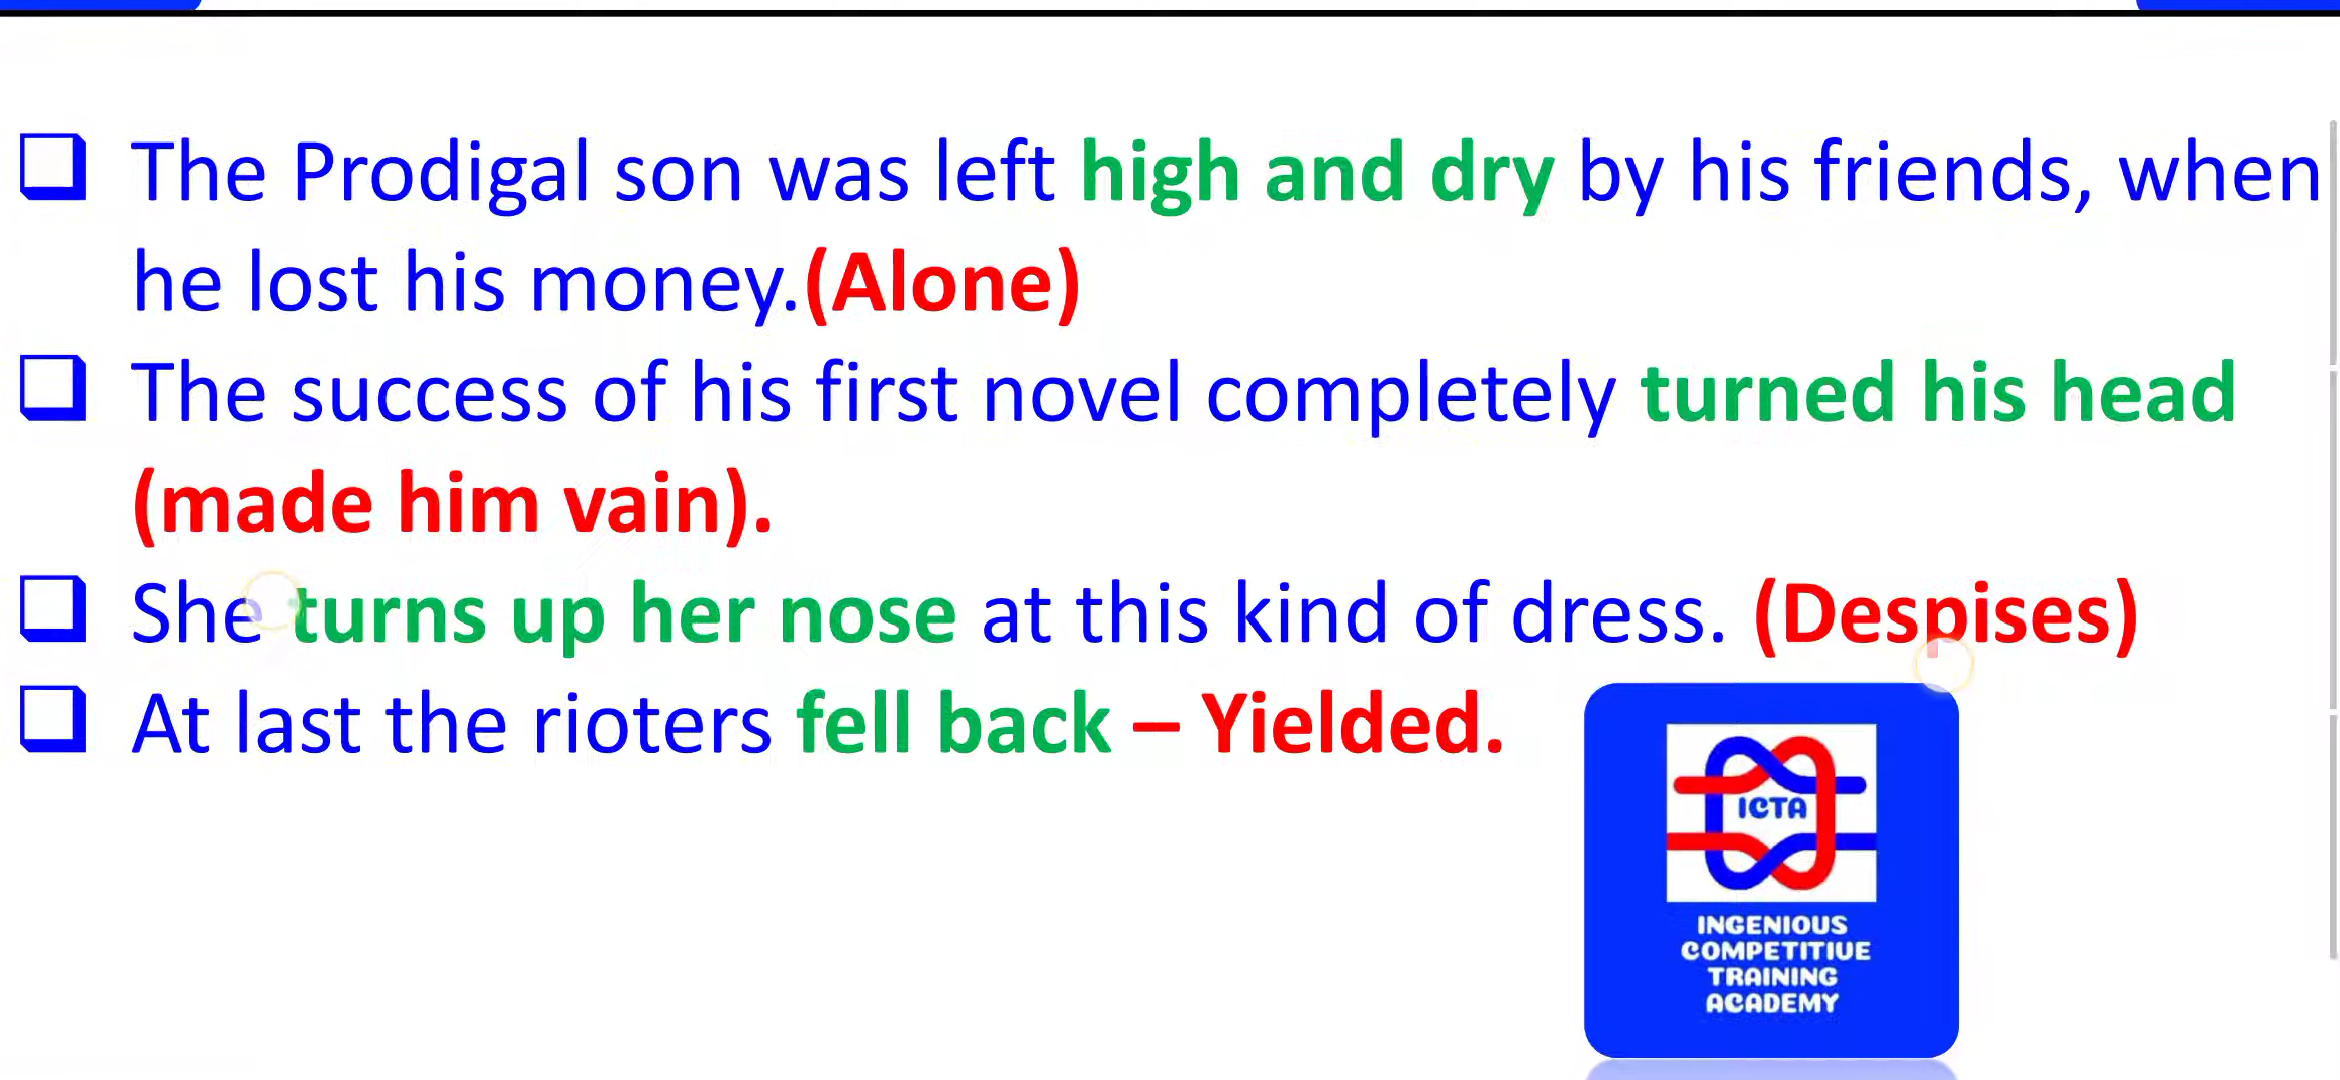 The Prodigal son was left high and dry by his friends, when
he lost his money.(Alone)
The success of his first novel completely turned his head
(made him vain).
She turns up her nose at this kind of dress. (Despises)
At last the rioters fell back – Yielded.
ICTA
INGENIOUS
COMPETITIVE
TRAINING
ACADEMY